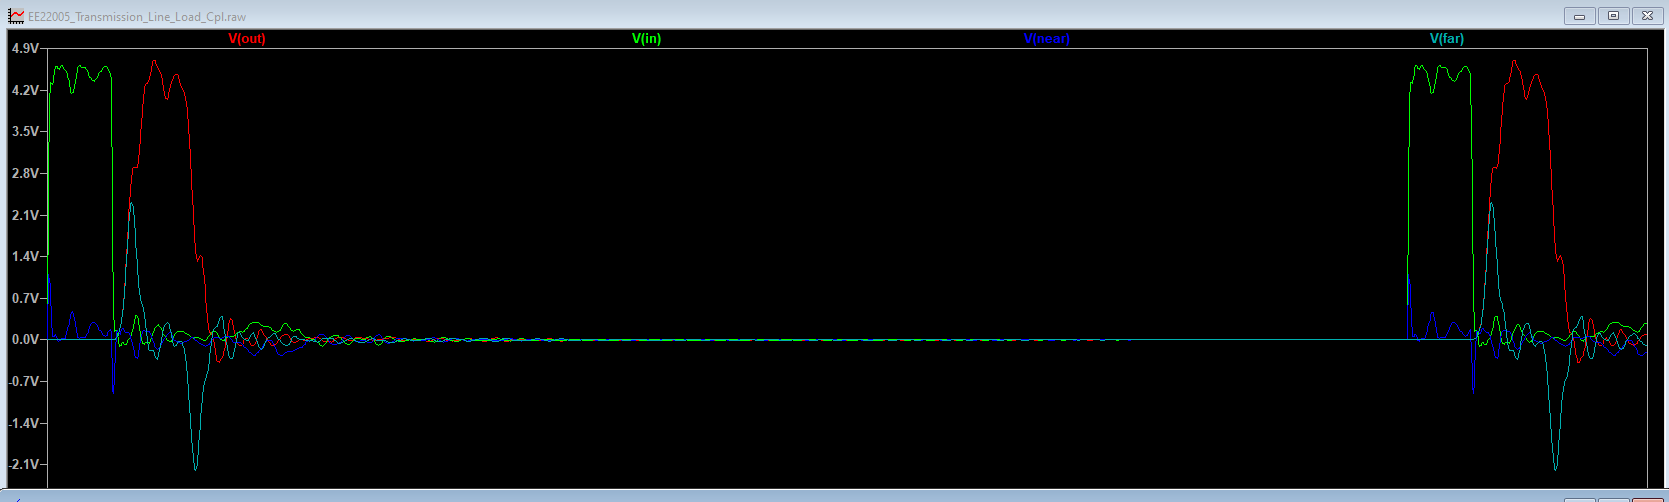 EE22005_Transmission_Line_Load_Cpl.raw
V(out) V(in) V(near) V(far)
4.9V
4.2V
3.5V
2.8V
2.1V
1.4V
0.7V
0.0V
-0.7V
-1.4V
-2.1V